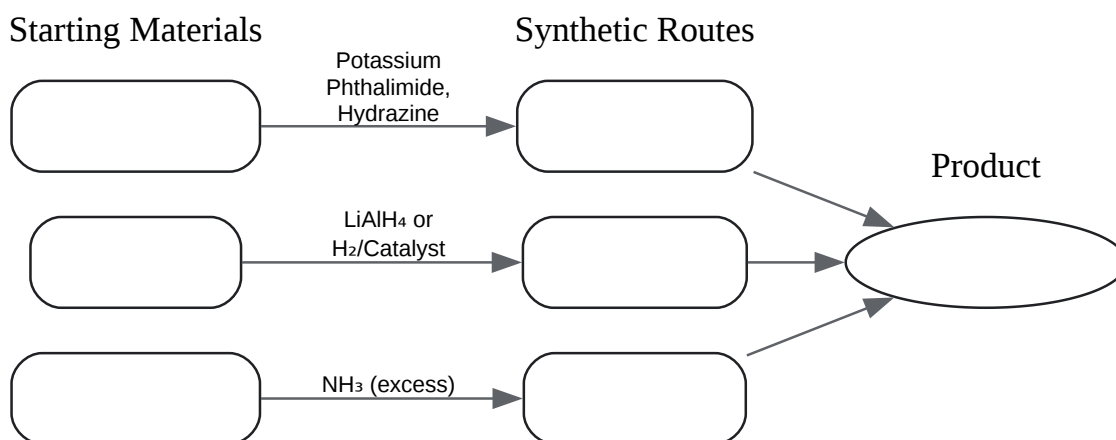 Starting Materials
Synthetic Routes
Potassium
Phthalimide,
Hydrazine
Product
LiAlH₄ or
H₂/Catalyst
NH₃ (excess)